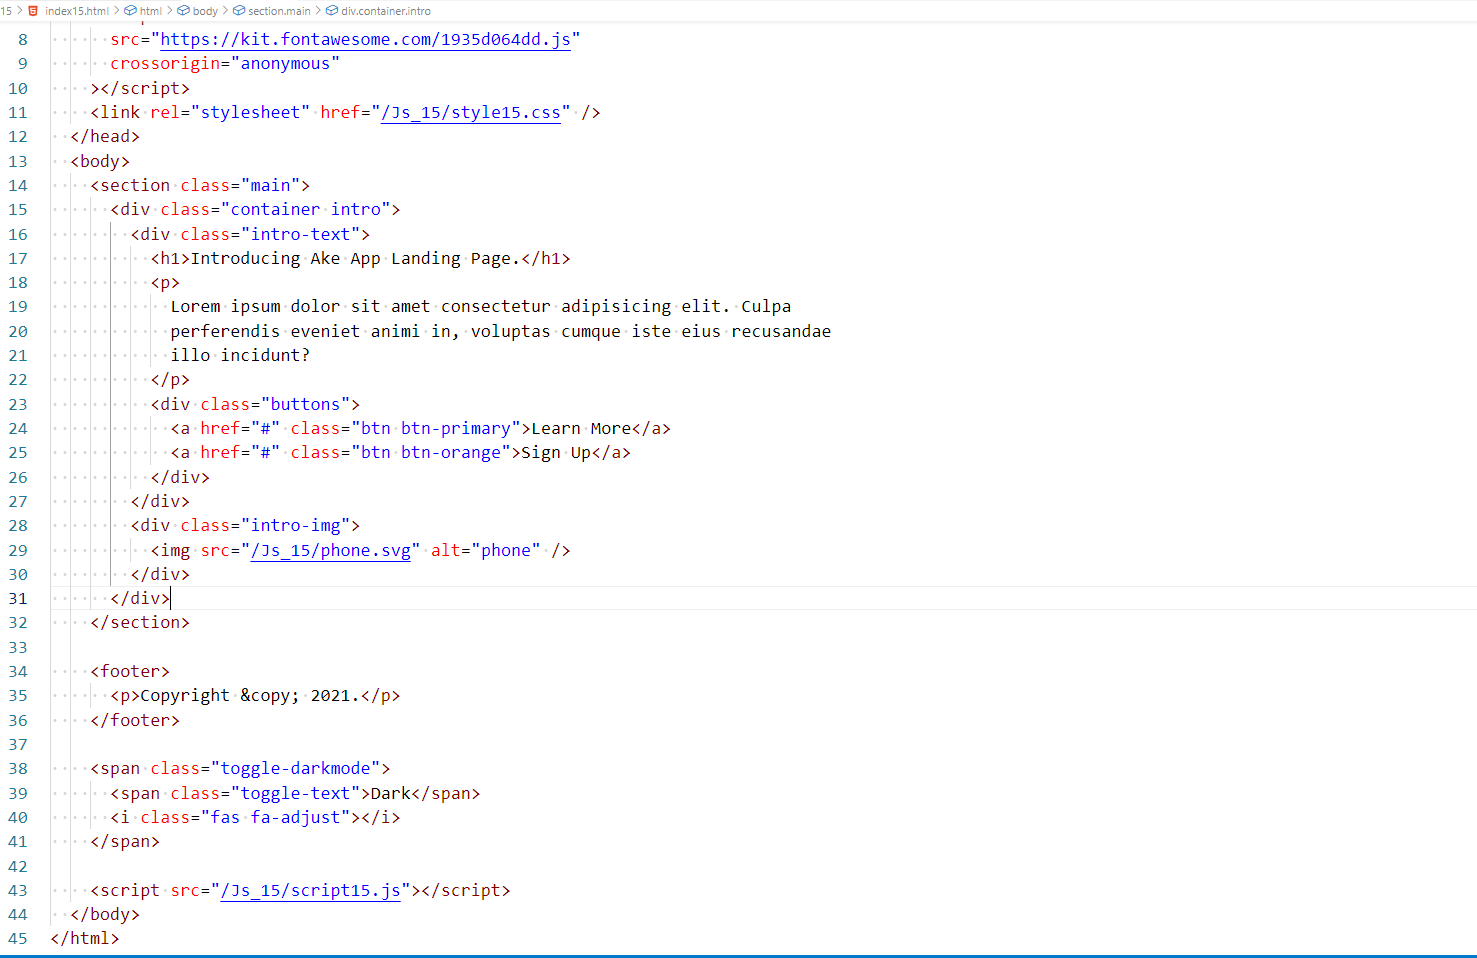 15 > index15.html > html > body > section.main > div.container.intro
8 src="https://kit.fontawesome.com/1935d064dd.js"
9 crossorigin="anonymous"
10 ></script>
11 <link rel="stylesheet" href="/Js_15/style15.css" />
12 </head>
13 <body>
14 <section class="main">
15 <div class="container intro">
16 <div class="intro-text">
17 <h1>Introducing Ake App Landing Page.</h1>
18 <p>
19 Lorem ipsum dolor sit amet consectetur adipisicing elit. Culpa
20 perferendis eveniet animi in, voluptas cumque iste eius recusandae
21 illo incidunt?
22 </p>
23 <div class="buttons">
24 <a href="#" class="btn btn-primary">Learn More</a>
25 <a href="#" class="btn btn-orange">Sign Up</a>
26 </div>
27 </div>
28 <div class="intro-img">
29 <img src="/Js_15/phone.svg" alt="phone" />
30 </div>
31 </div>
32 </section>
33
34 <footer>
35 <p>Copyright &copy; 2021.</p>
36 </footer>
37
38 <span class="toggle-darkmode">
39 <span class="toggle-text">Dark</span>
40 <i class="fas fa-adjust"></i>
41 </span>
42
43 <script src="/Js_15/script15.js"></script>
44 </body>
45 </html>